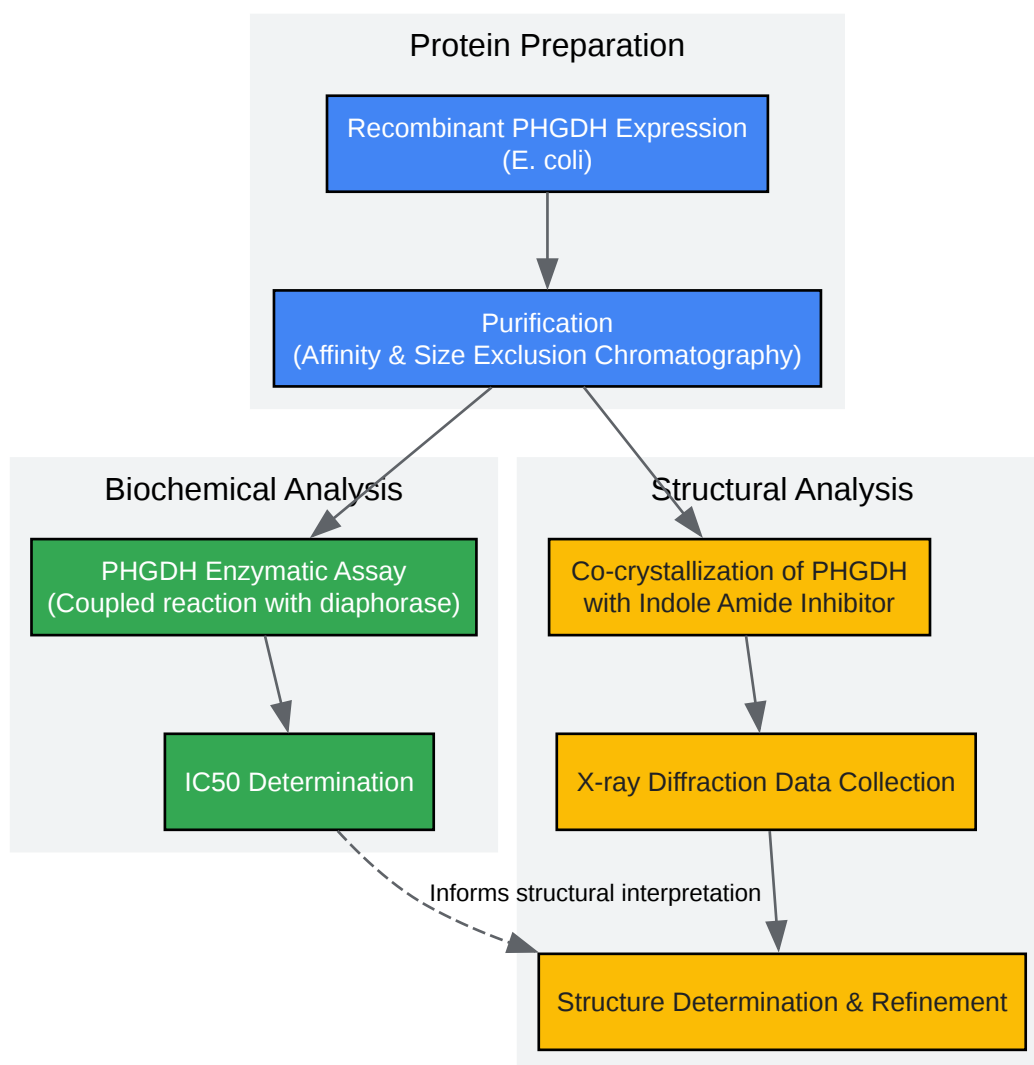 Protein Preparation
Recombinant PHGDH Expression
(E. coli)
Purification
(Affinity & Size Exclusion Chromatography)
Biochemical Analysis
PHGDH Enzymatic Assay
(Coupled reaction with diaphorase)
IC50 Determination
Structural Analysis
Co-crystallization of PHGDH
with Indole Amide Inhibitor
X-ray Diffraction Data Collection
Informs structural interpretation
Structure Determination & Refinement